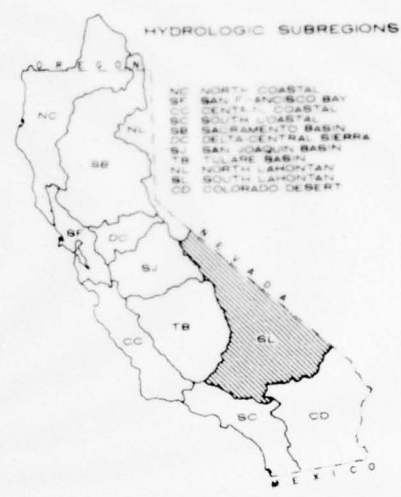 HYDROLOGIC SUBREGIONS
OREGON
NC NORTH COASTAL
SF SAN FRANCISCO BAY
CC CENTRAL COASTAL
SC SOUTH COASTAL
SB SACRAMENTO BASIN
DC DELTA-CENTRAL SIERRA
SJ SAN JOAQUIN BASIN
TB TULARE BASIN
NL NORTH LAHONTAN
SL SOUTH LAHONTAN
CD COLORADO DESERT
NC
NL
SB
SF
DC
NEVADA
SJ
TB
SL
CC
SC
CD
MEXICO